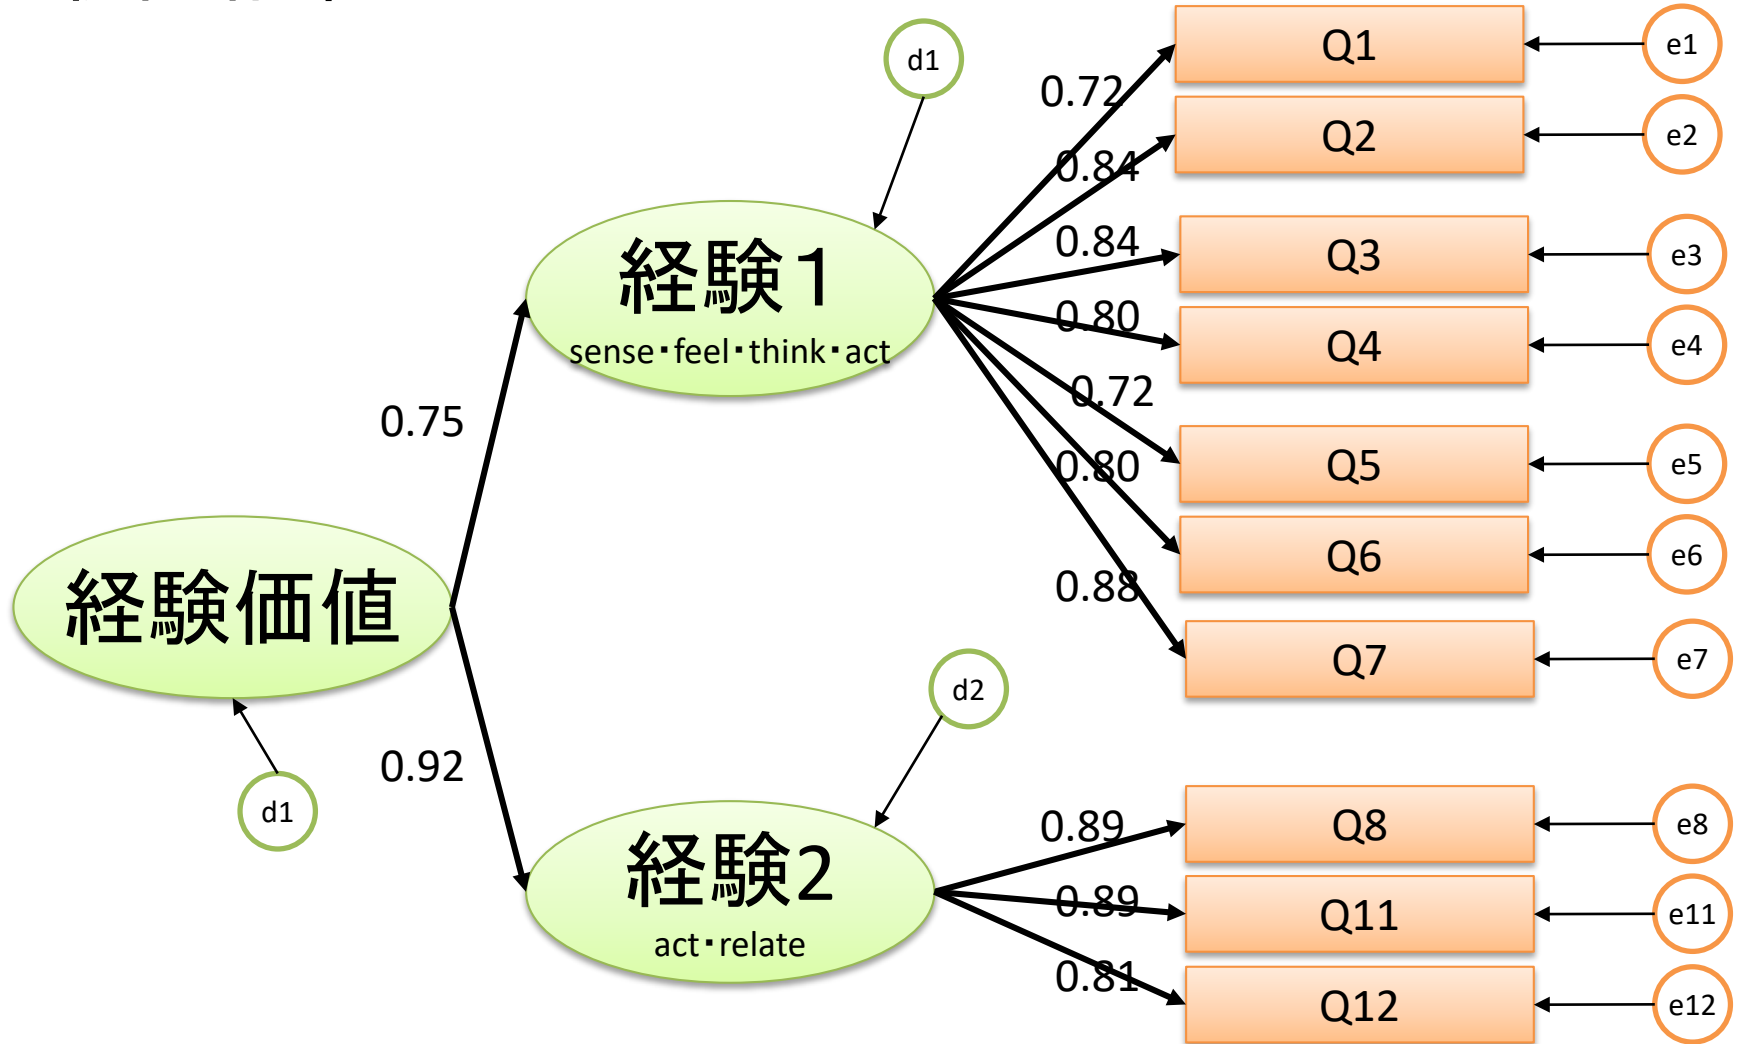 d1
Q1
e1
0.72
Q2
e2
0.84
経験1
sense・feel・think・act
0.84
Q3
e3
0.80
Q4
e4
0.75
0.72
Q5
e5
0.80
Q6
e6
経験価値
0.88
Q7
e7
d2
0.92
d1
経験2
act・relate
0.89
Q8
e8
0.89
Q11
e11
0.81
Q12
e12